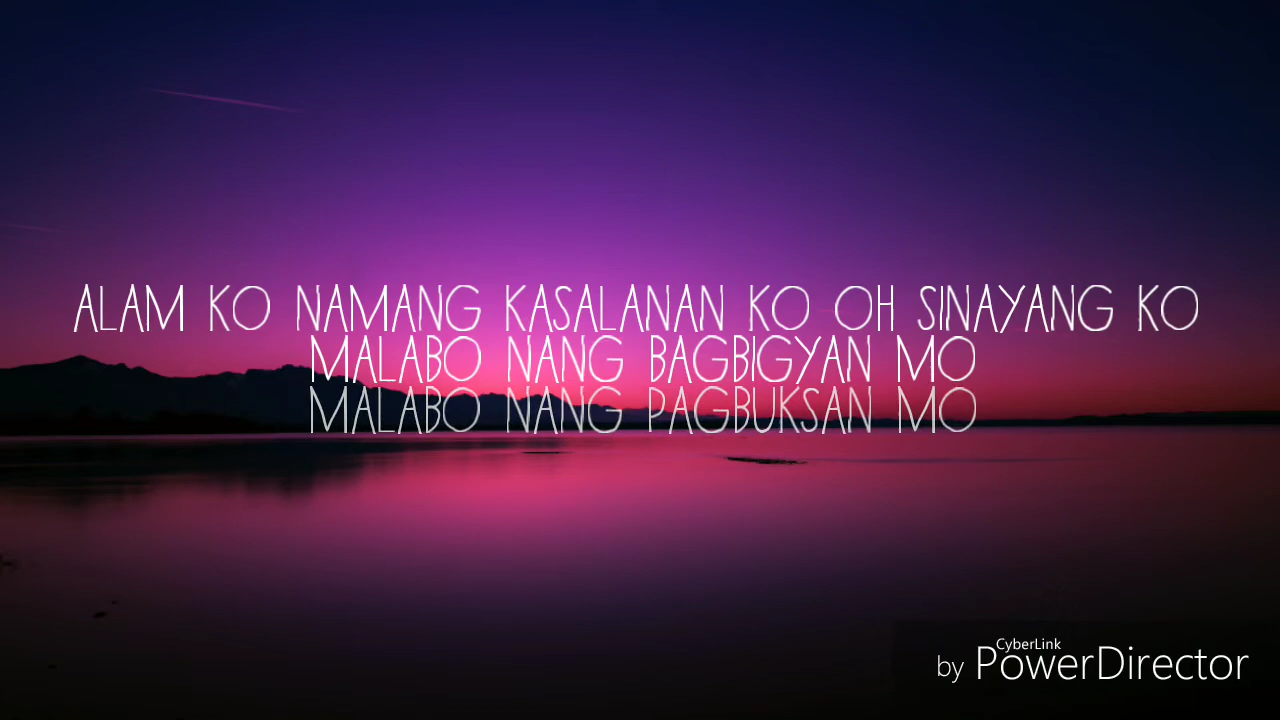 ALAM KO NAMANG KASALANAN KO OH SINAYANG KO
MALABO NANG BAGBIGYAN MO
MALABO NANG PAGBUKSAN MO
by CyberLink PowerDirector